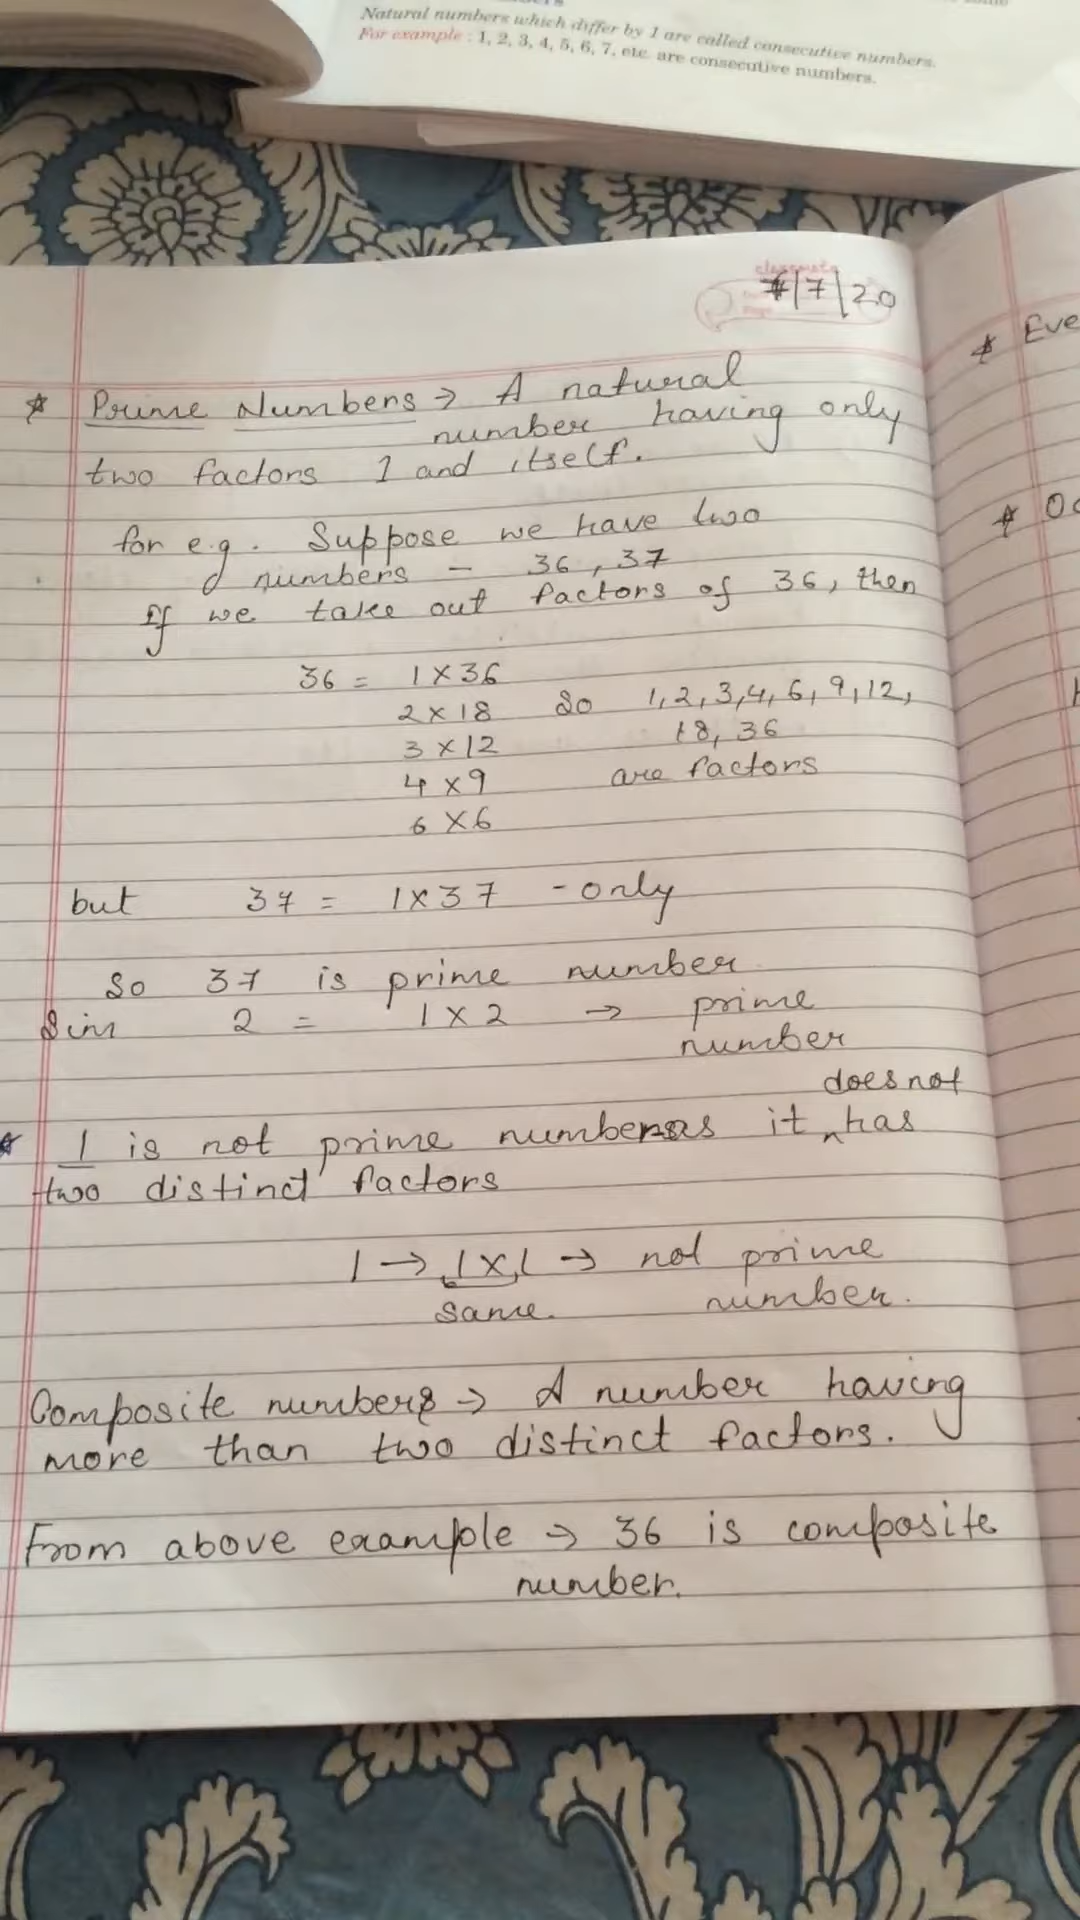 Natural numbers which differ by 1 are called consecutive numbers.
For example : 1, 2, 3, 4, 5, 6, 7, etc. are consecutive numbers.
classmate
7/20
* Prime Numbers → A natural
number having only
two factors 1 and itself.
for e.g. Suppose we have two
numbers - 36, 37
If we take out factors of 36, then
36 = 1 x 36
2 x 18 So 1, 2, 3, 4, 6, 9, 12,
3 x 12 18, 36
4 x 9 are factors
6 x 6
but 37 = 1 x 37 - only
So 37 is prime number
Sim 2 = 1 x 2 → prime
number
does not
* 1 is not prime number as it ^ has
two distinct factors
1 → 1 x 1 → not prime
same. number.
Composite numbers → A number having
more than two distinct factors.
From above example → 36 is composite
number.
* Eve
*